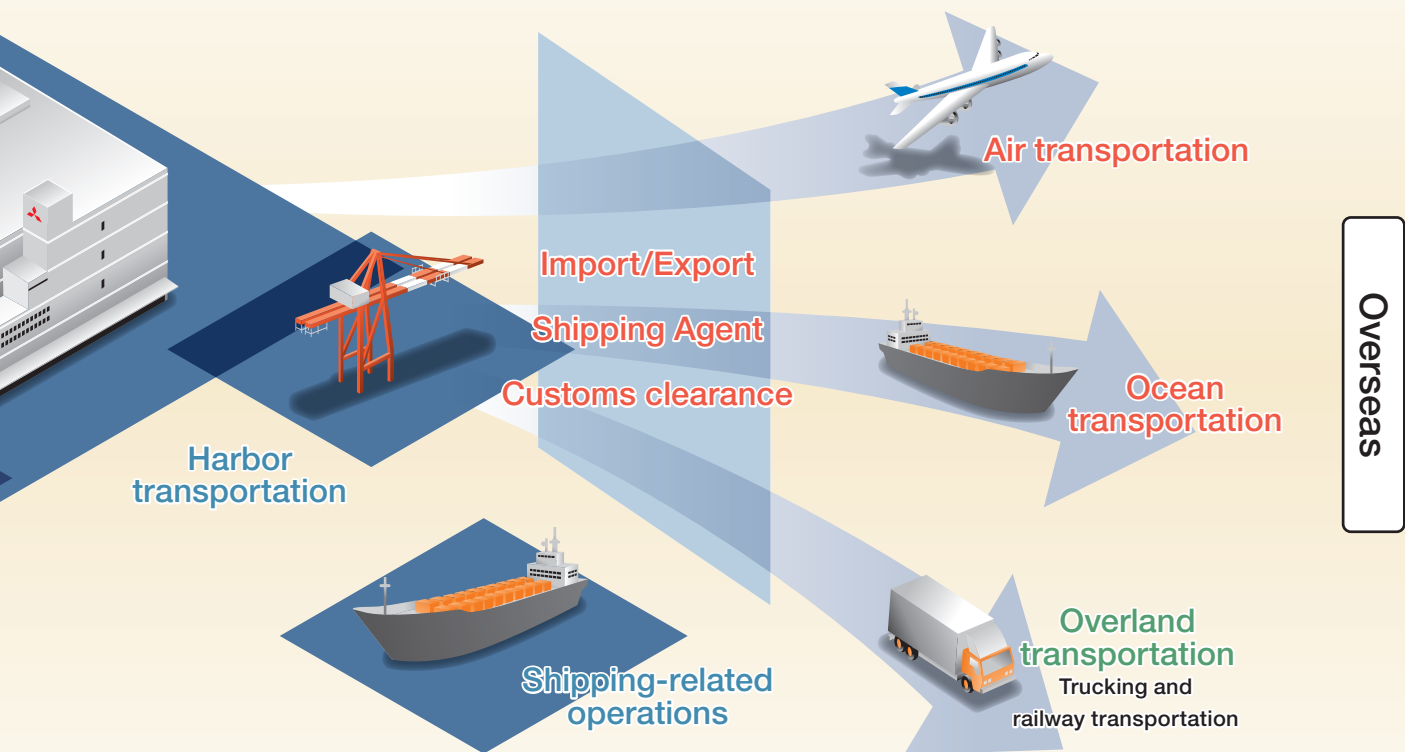 Air transportation
Import/Export
Shipping Agent
Customs clearance
Ocean
transportation
Overseas
Harbor
transportation
Shipping-related
operations
Overland
transportation
Trucking and
railway transportation